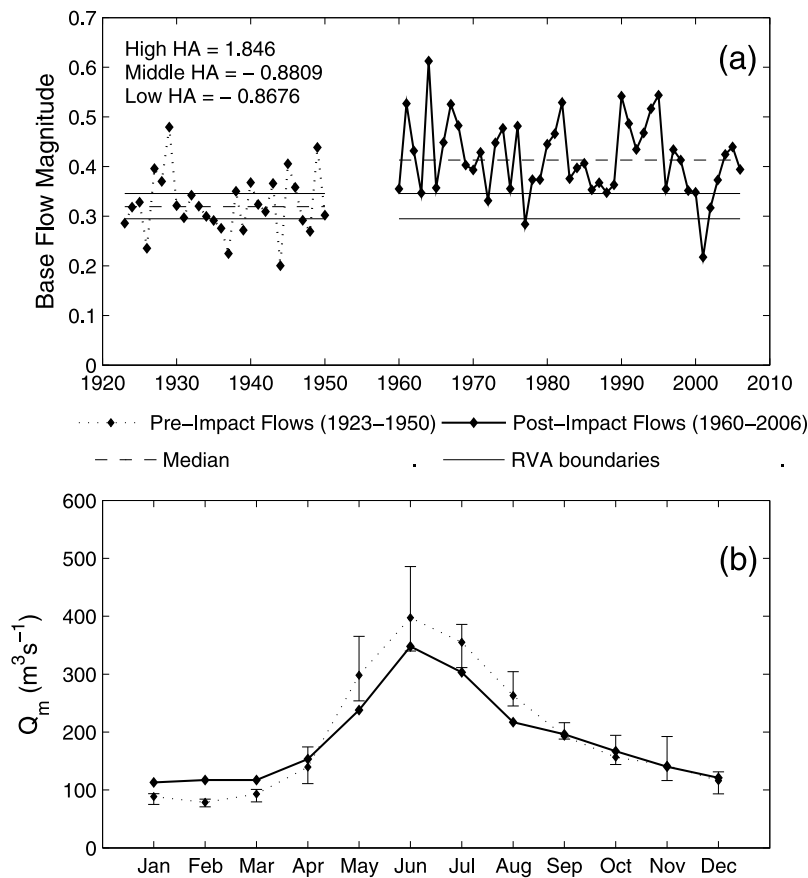 0.7
0.6
0.5
0.4
0.3
0.2
0.1
0
Base Flow Magnitude
High HA = 1.846
Middle HA = − 0.8809
Low HA = − 0.8676
(a)
1920 1930 1940 1950 1960 1970 1980 1990 2000 2010
Pre−Impact Flows (1923−1950) Post−Impact Flows (1960−2006)
Median . RVA boundaries .
600
500
400
300
200
100
0
Q_m (m³s⁻¹)
(b)
Jan Feb Mar Apr May Jun Jul Aug Sep Oct Nov Dec